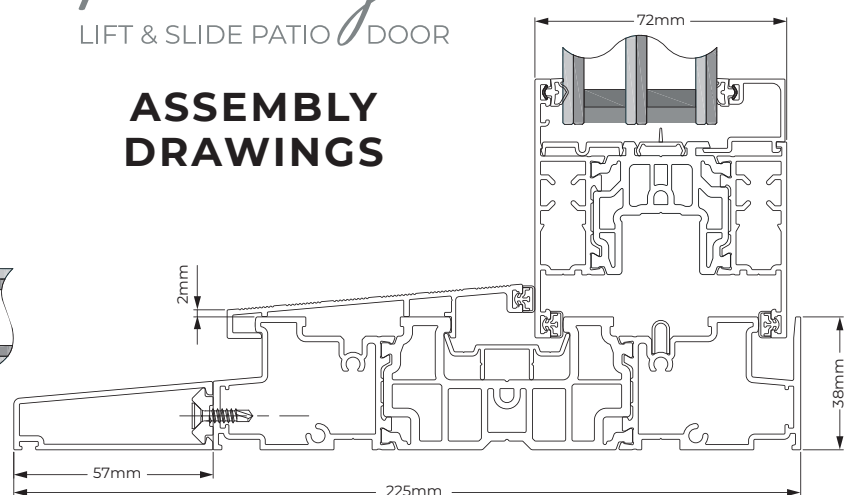 LIFT & SLIDE PATIO DOOR
ASSEMBLY
DRAWINGS
72mm
2mm
38mm
57mm
225mm